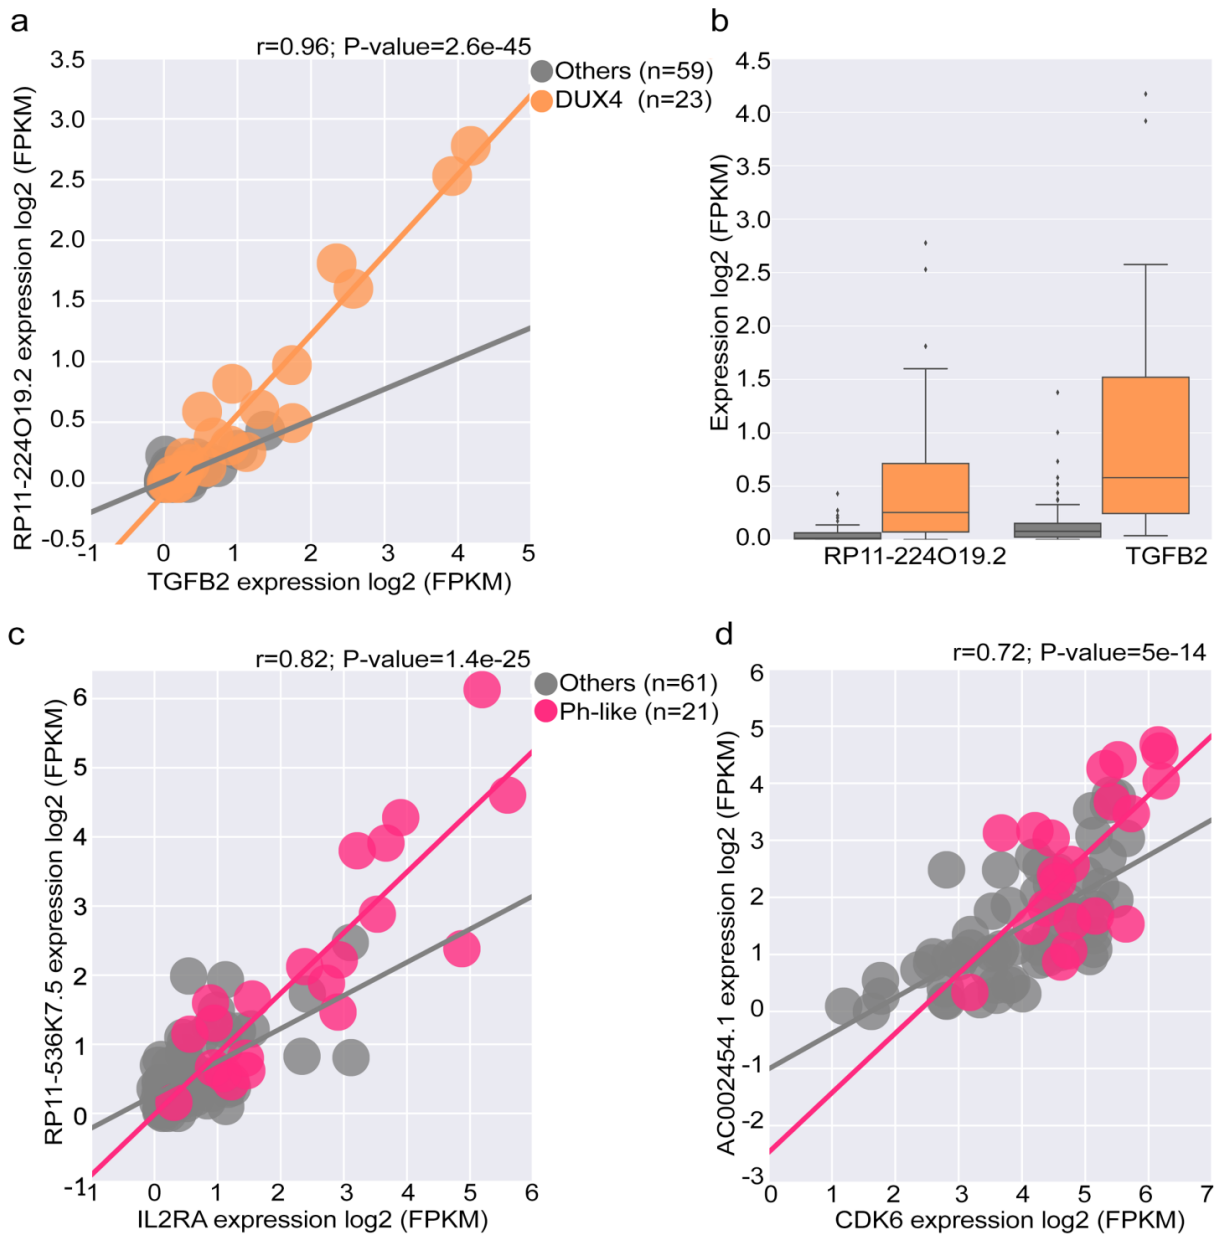 a
r=0.96; P-value=2.6e-45
Others (n=59)
DUX4 (n=23)
RP11-224O19.2 expression log2 (FPKM)
3.5
3.0
2.5
2.0
1.5
1.0
0.5
0.0
-0.5
-1 0 1 2 3 4 5
TGFB2 expression log2 (FPKM)
b
Expression log2 (FPKM)
4.5
4.0
3.5
3.0
2.5
2.0
1.5
1.0
0.5
0.0
RP11-224O19.2 TGFB2
c
r=0.82; P-value=1.4e-25
Others (n=61)
Ph-like (n=21)
RP11-536K7.5 expression log2 (FPKM)
6
5
4
3
2
1
0
-1
-1 0 1 2 3 4 5 6
IL2RA expression log2 (FPKM)
d
r=0.72; P-value=5e-14
AC002454.1 expression log2 (FPKM)
6
5
4
3
2
1
0
-1
-2
-3
0 1 2 3 4 5 6 7
CDK6 expression log2 (FPKM)